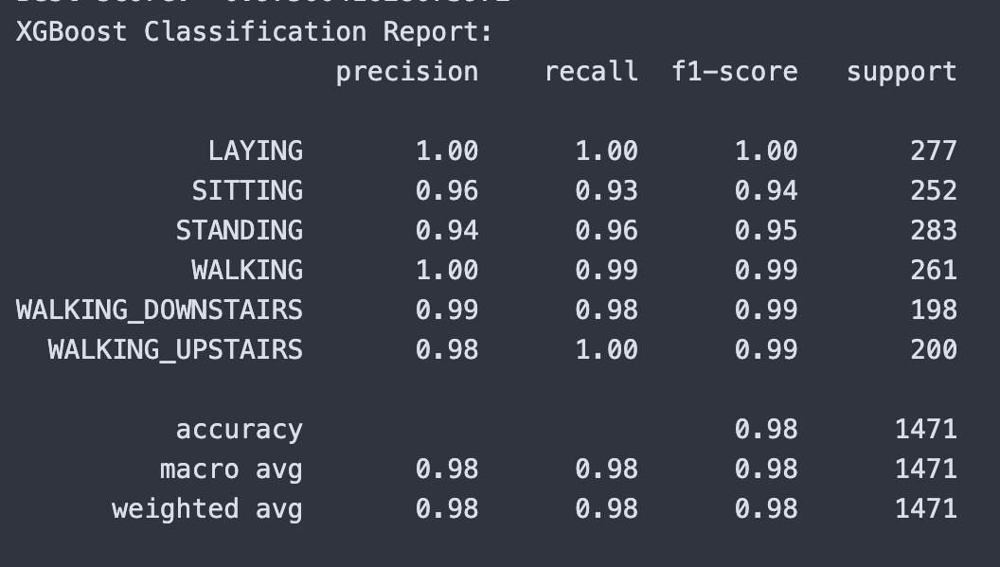 XGBoost Classification Report:
precision recall f1-score support
LAYING 1.00 1.00 1.00 277
SITTING 0.96 0.93 0.94 252
STANDING 0.94 0.96 0.95 283
WALKING 1.00 0.99 0.99 261
WALKING_DOWNSTAIRS 0.99 0.98 0.99 198
WALKING_UPSTAIRS 0.98 1.00 0.99 200
accuracy 0.98 1471
macro avg 0.98 0.98 0.98 1471
weighted avg 0.98 0.98 0.98 1471